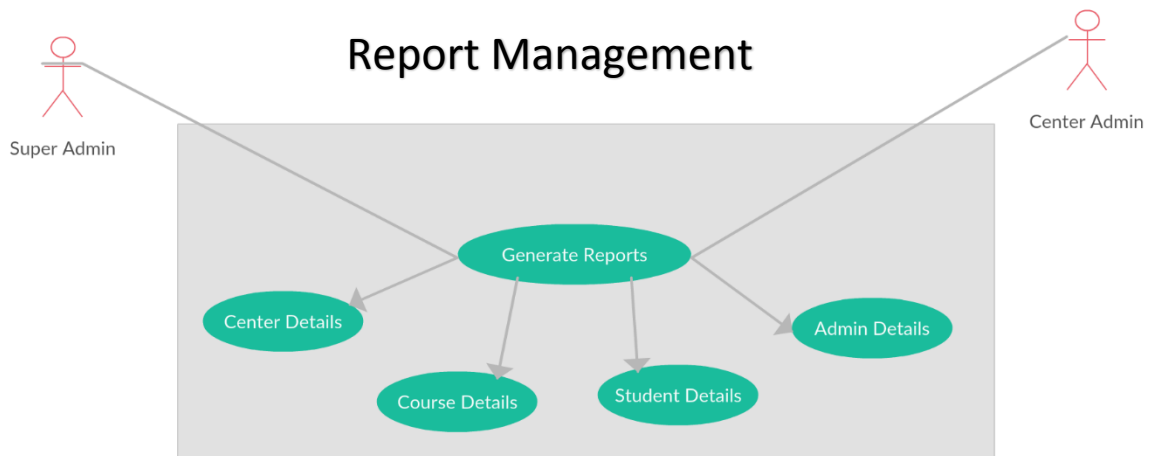 Report Management
Super Admin
Center Admin
Generate Reports
Center Details
Admin Details
Course Details
Student Details